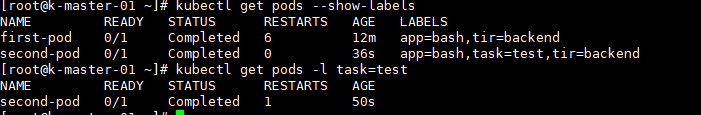 [root@k-master-01 ~]# kubectl get pods --show-labels
NAME READY STATUS RESTARTS AGE LABELS
first-pod 0/1 Completed 6 12m app=bash,tir=backend
second-pod 0/1 Completed 0 36s app=bash,task=test,tir=backend
[root@k-master-01 ~]# kubectl get pods -l task=test
NAME READY STATUS RESTARTS AGE
second-pod 0/1 Completed 1 50s
[root@k-master-01 ~]#